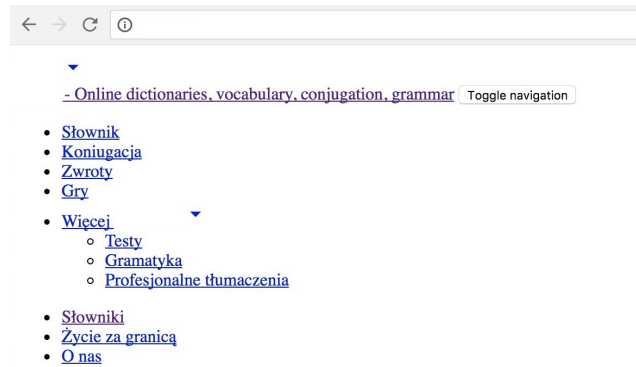 - Online dictionaries, vocabulary, conjugation, grammar Toggle navigation
Słownik
Koniugacja
Zwroty
Gry
Więcej
Testy
Gramatyka
Profesjonalne tłumaczenia
Słowniki
Życie za granicą
O nas